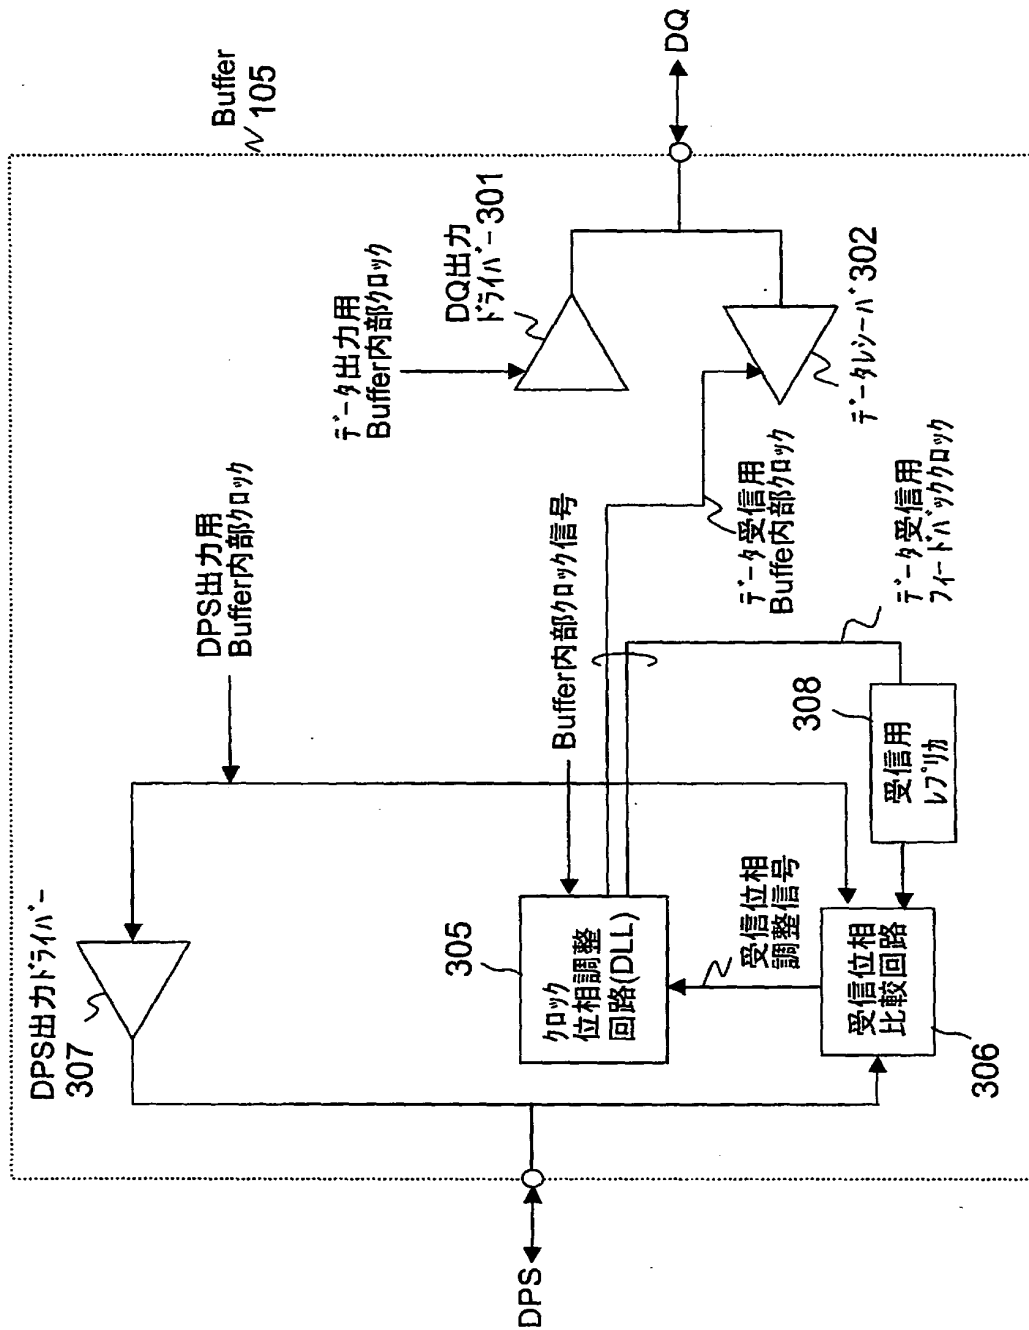 Buffer
105
DQ
データ出力用
Buffer内部クロック
DQ出力
ドライバー301
データレシーバ302
DPS出力用
Buffer内部クロック
Buffer内部クロック信号
データ受信用
Buffe内部クロック
データ受信用
フィードバッククロック
DPS出力ドライバー
307
305
クロック
位相調整
回路(DLL)
受信位相
調整信号
308
受信用
レプリカ
受信位相
比較回路
306
DPS